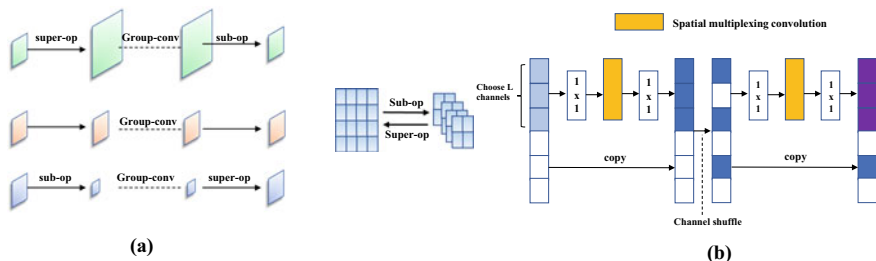 super-op
Group-conv
sub-op
Group-conv
sub-op
Group-conv
super-op
(a)
Sub-op
Super-op
Spatial multiplexing convolution
Choose L
channels
1
x
1
1
x
1
1
x
1
1
x
1
copy
copy
Channel shuffle
(b)